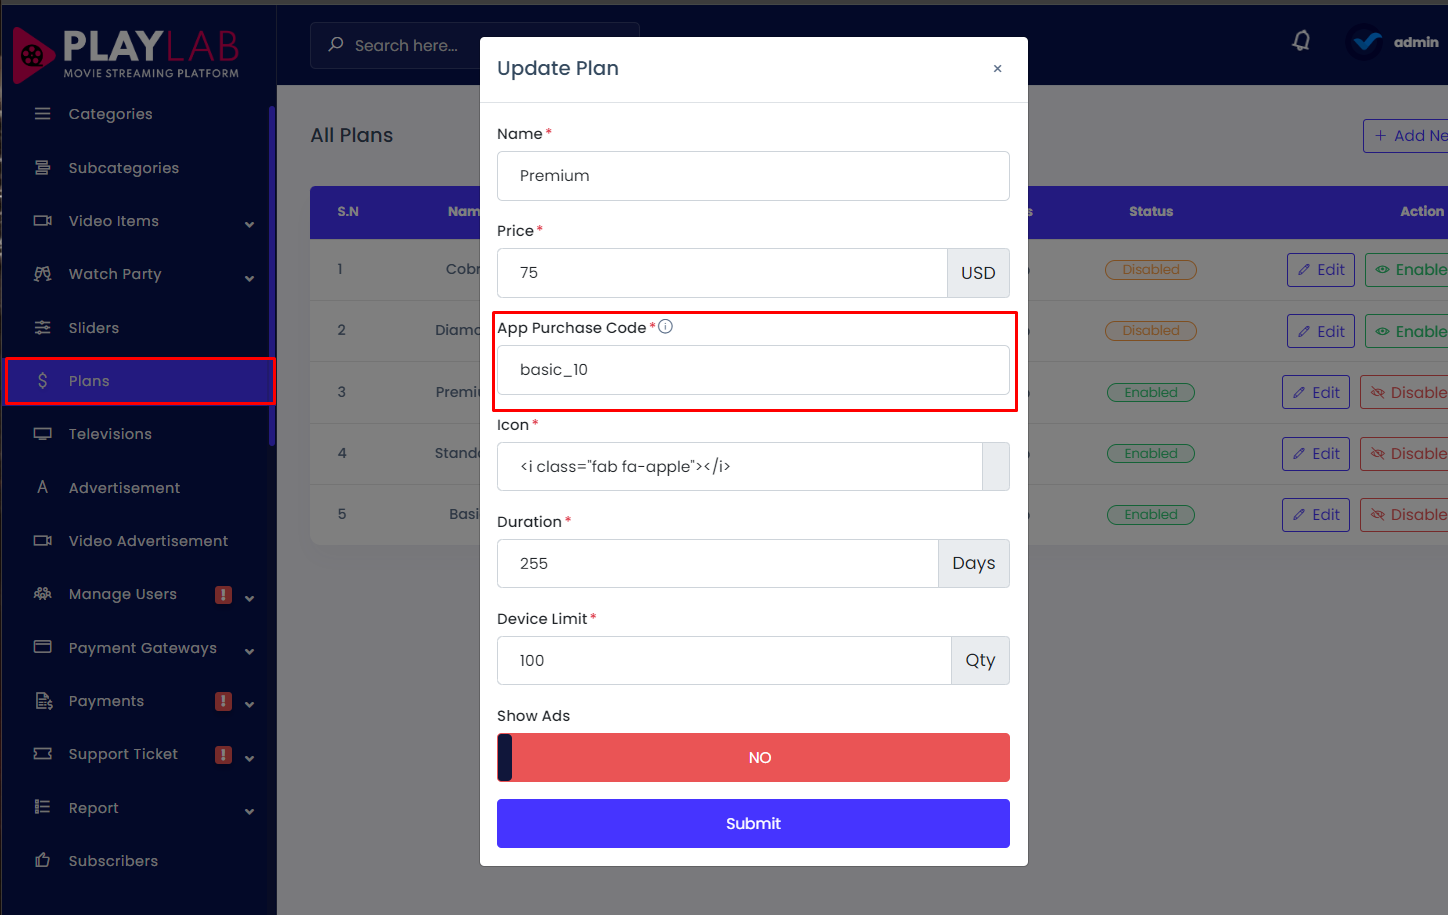 PLAYLAB
MOVIE STREAMING PLATFORM
Categories
Subcategories
Video Items
Watch Party
Sliders
Plans
Televisions
Advertisement
Video Advertisement
Manage Users !
Payment Gateways
Payments !
Support Ticket !
Report
Subscribers
Search here...
admin
All Plans
+ Add Ne
S.N Nam s Status Action
1 Cobr Disabled Edit Enable
2 Diamo Disabled Edit Enable
3 Premiu Enabled Edit Disable
4 Stando Enabled Edit Disable
5 Basi Enabled Edit Disable
Update Plan ×
Name *
Premium
Price *
75 USD
App Purchase Code *
basic_10
Icon *
<i class="fab fa-apple"></i>
Duration *
255 Days
Device Limit *
100 Qty
Show Ads
NO
Submit